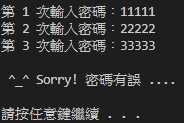 第 1 次輸入密碼：11111
第 2 次輸入密碼：22222
第 3 次輸入密碼：33333
^_^ Sorry! 密碼有誤 ....
請按任意鍵繼續 . . .